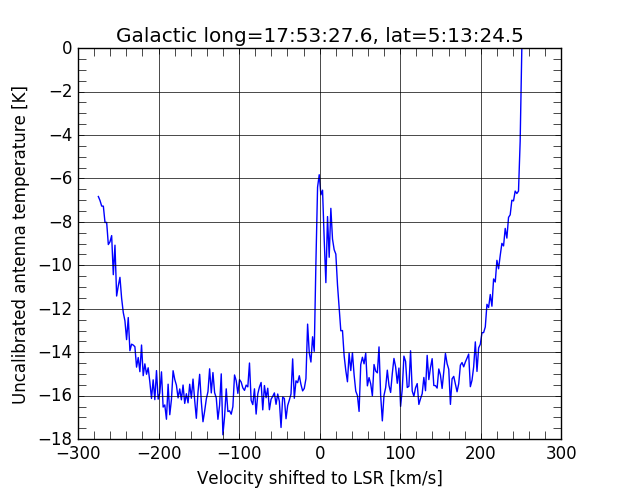 Galactic long=17:53:27.6, lat=5:13:24.5
0
−2
−4
−6
−8
−10
−12
−14
−16
−18
Uncalibrated antenna temperature [K]
−300 −200 −100 0 100 200 300
Velocity shifted to LSR [km/s]